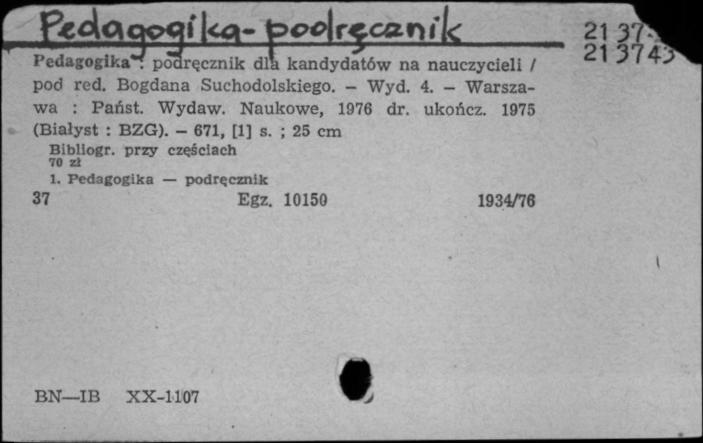 Pedagogika-podręcznik
21 37
21 3743
Pedagogika : podręcznik dla kandydatów na nauczycieli /
pod red. Bogdana Suchodolskiego. – Wyd. 4. – Warsza-
wa : Państ. Wydaw. Naukowe, 1976 dr. ukończ. 1975
(Białyst : BZG). – 671, [1] s. ; 25 cm
Bibliogr. przy częściach
70 zł
1. Pedagogika — podręcznik
37 Egz. 10150 1934/76
BN—IB XX-1107